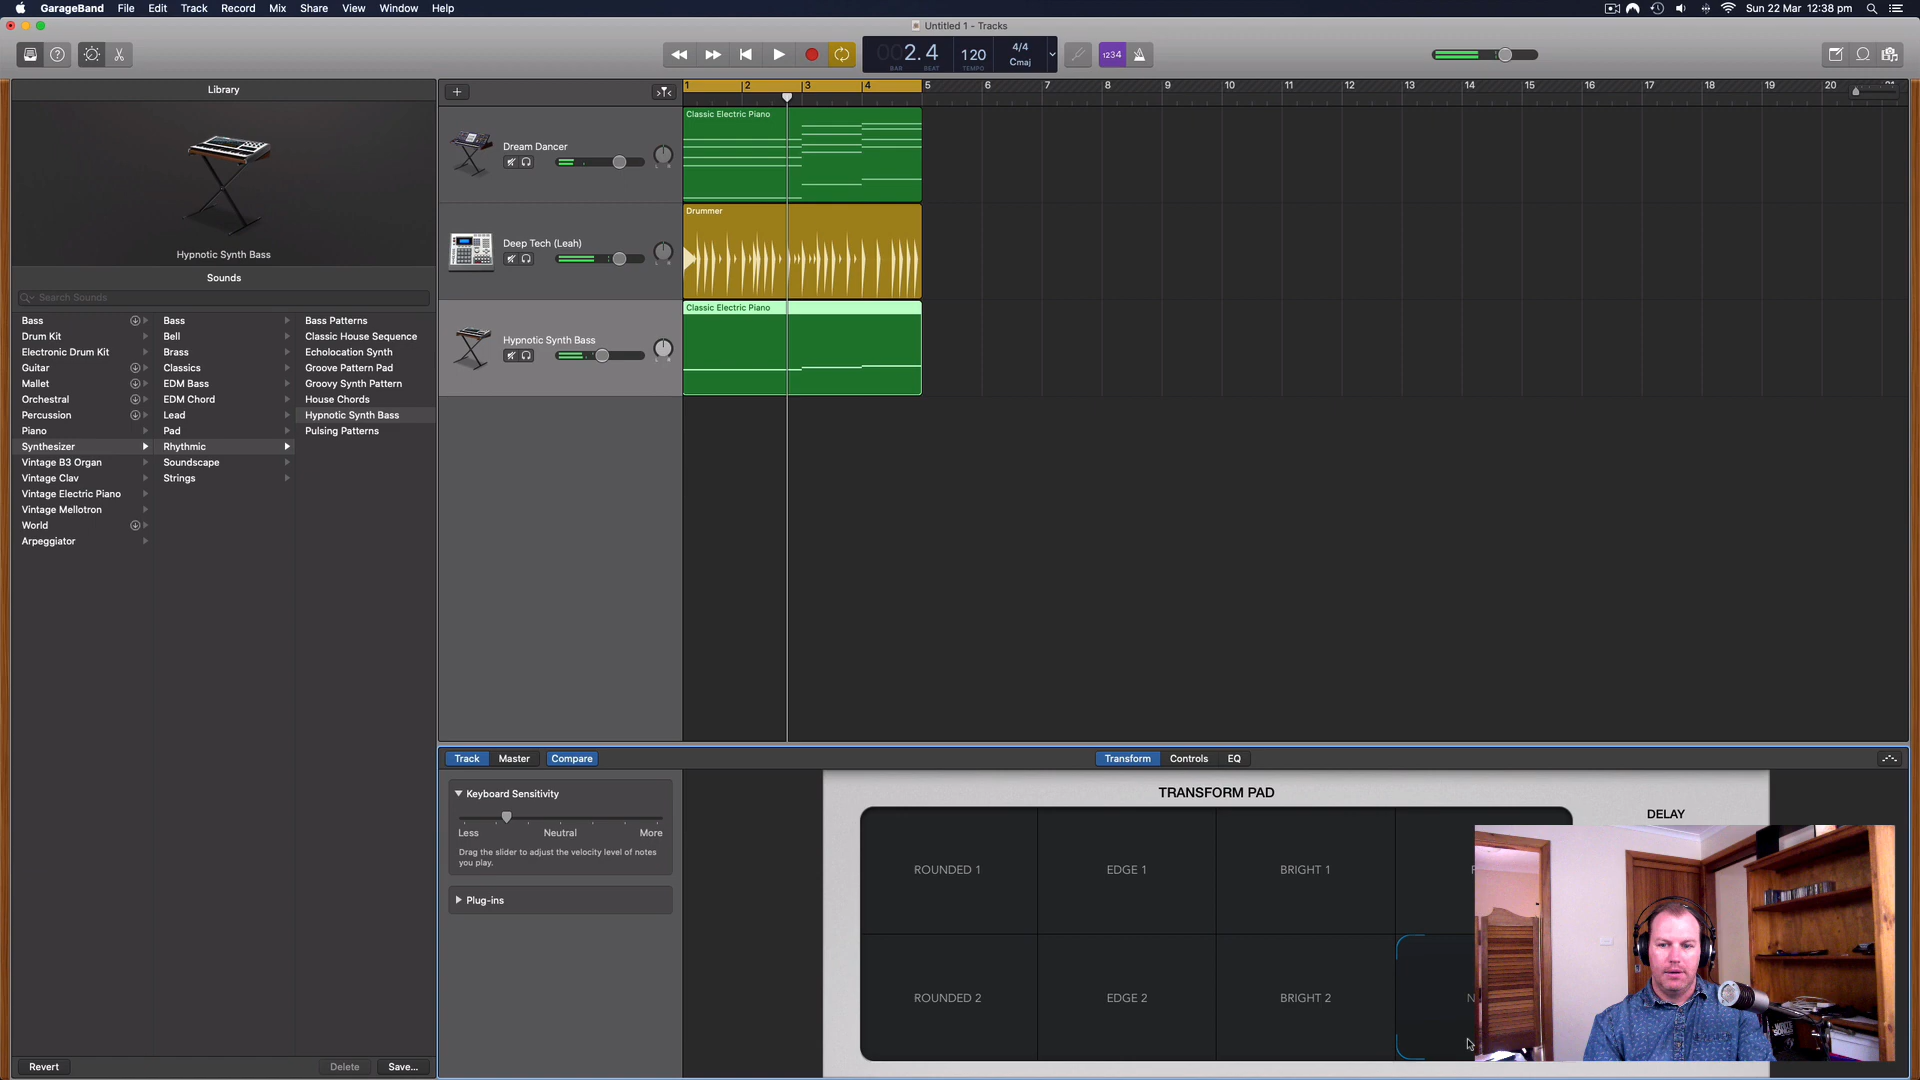 GarageBand File Edit Track Record Mix Share View Window Help
Sun 22 Mar 12:38 pm
Untitled 1 - Tracks
002.4
BAR BEAT
120
TEMPO
4/4
Cmaj
1234
Library
Hypnotic Synth Bass
Sounds
Search Sounds
Bass
Drum Kit
Electronic Drum Kit
Guitar
Mallet
Orchestral
Percussion
Piano
Synthesizer
Vintage B3 Organ
Vintage Clav
Vintage Electric Piano
Vintage Mellotron
World
Arpeggiator
Bass
Bell
Brass
Classics
EDM Bass
EDM Chord
Lead
Pad
Rhythmic
Soundscape
Strings
Bass Patterns
Classic House Sequence
Echolocation Synth
Groove Pattern Pad
Groovy Synth Pattern
House Chords
Hypnotic Synth Bass
Pulsing Patterns
Revert Delete Save...
1 2 3 4 5 6 7 8 9 10 11 12 13 14 15 16 17 18 19 20
Dream Dancer
L R
Classic Electric Piano
Deep Tech (Leah)
L R
Drummer
Hypnotic Synth Bass
L R
Classic Electric Piano
Track Master Compare
Transform Controls EQ
Keyboard Sensitivity
Less Neutral More
Drag the slider to adjust the velocity level of notes
you play.
Plug-ins
TRANSFORM PAD
DELAY
ROUNDED 1 EDGE 1 BRIGHT 1
ROUNDED 2 EDGE 2 BRIGHT 2 N